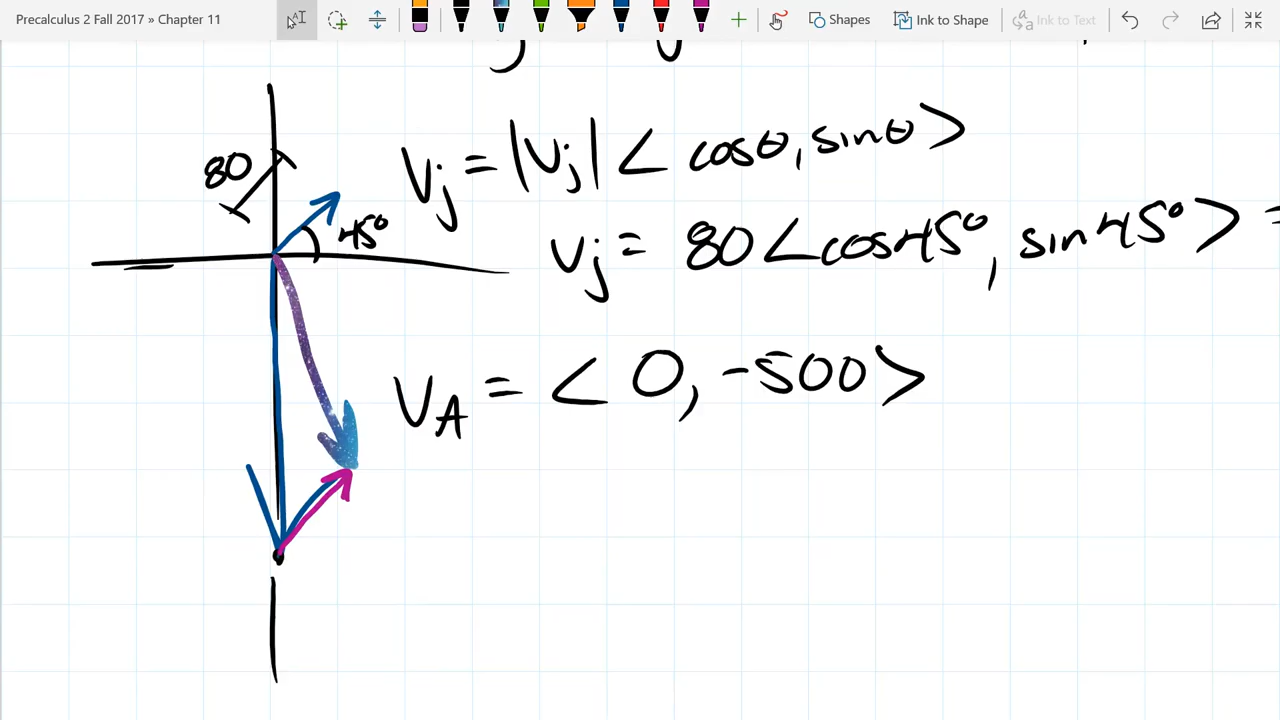 Precalculus 2 Fall 2017 » Chapter 11
Shapes
Ink to Shape
Ink to Text
80
45°
Vj = |Vj| < cosθ, sinθ >
Vj = 80 < cos45°, sin45° > =
VA = < 0, -500 >